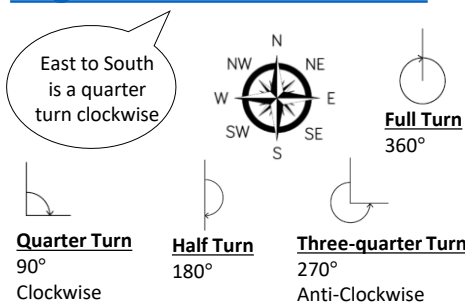 East to South
is a quarter
turn clockwise
N
NW
NE
W
E
SW
SE
S
Full Turn
360°
Quarter Turn
90°
Clockwise
Half Turn
180°
Three-quarter Turn
270°
Anti-Clockwise